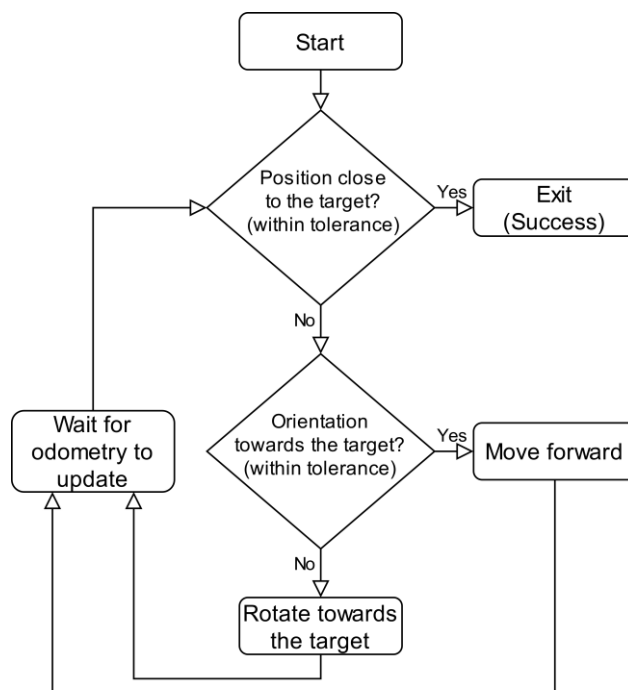 Start
Position close
to the target?
(within tolerance)
Yes
Exit
(Success)
No
Wait for
odometry to
update
Orientation
towards the target?
(within tolerance)
Yes
Move forward
No
Rotate towards
the target